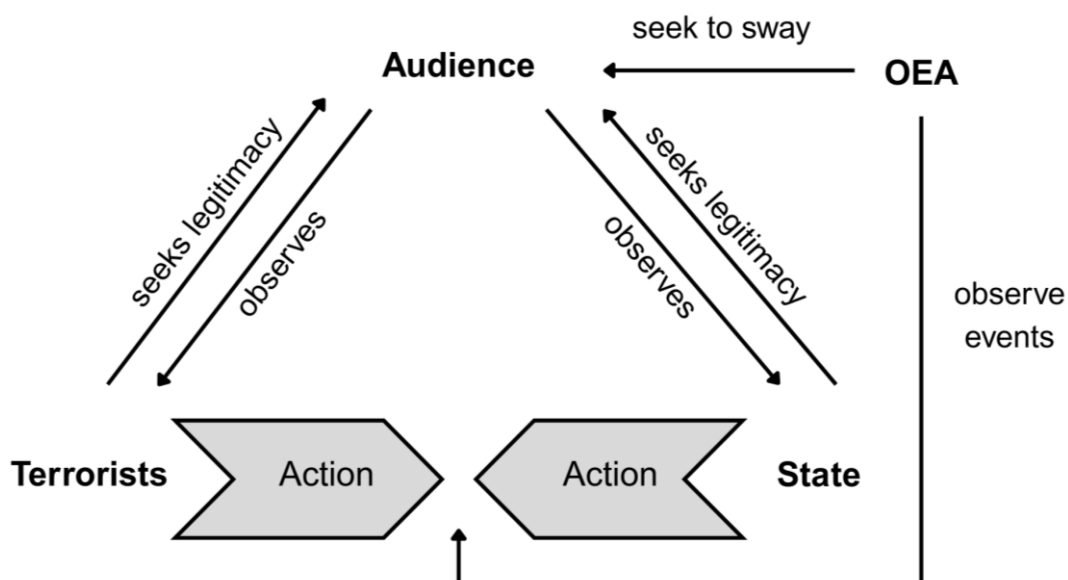 seek to sway
Audience
OEA
seeks legitimacy
observes
observes
seeks legitimacy
observe
events
Terrorists
Action
Action
State